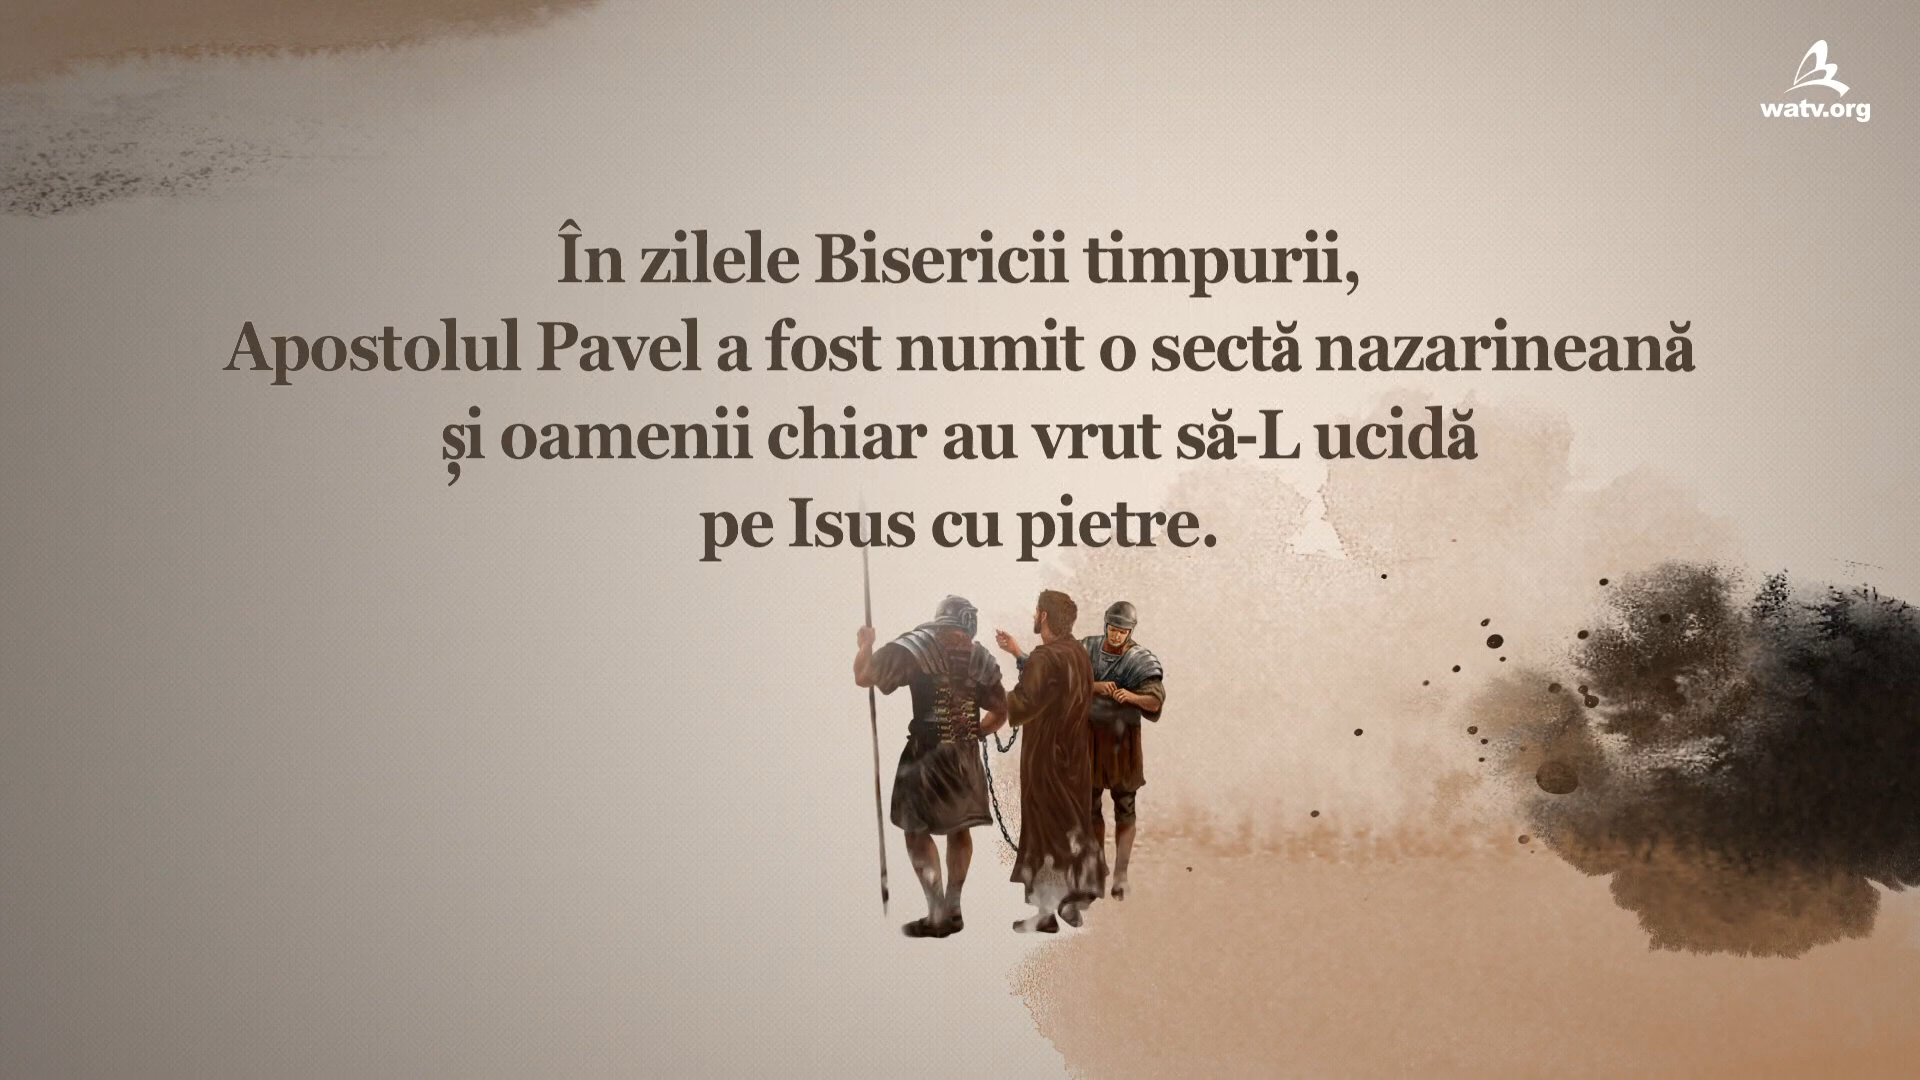 watv.org
În zilele Bisericii timpurii,
Apostolul Pavel a fost numit o sectă nazarineană
și oamenii chiar au vrut să-L ucidă
pe Isus cu pietre.